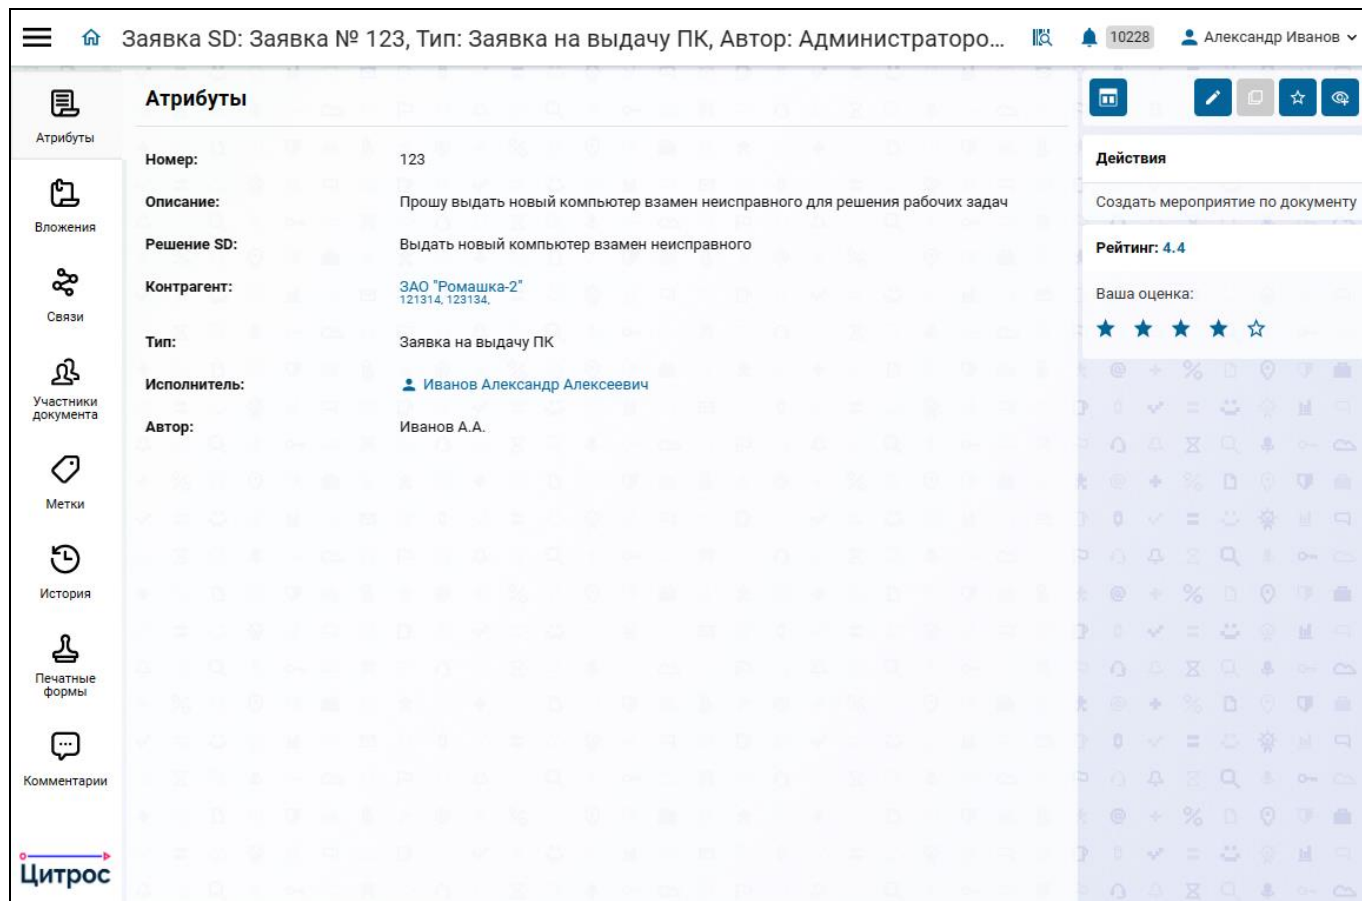 Заявка SD: Заявка № 123, Тип: Заявка на выдачу ПК, Автор: Администраторо...
10228
Александр Иванов
Атрибуты
Вложения
Связи
Участники
документа
Метки
История
Печатные
формы
Комментарии
Цитрос
Атрибуты
Номер: 123
Описание: Прошу выдать новый компьютер взамен неисправного для решения рабочих задач
Решение SD: Выдать новый компьютер взамен неисправного
Контрагент: ЗАО "Ромашка-2"
121314, 123134,
Тип: Заявка на выдачу ПК
Исполнитель: Иванов Александр Алексеевич
Автор: Иванов А.А.
Действия
Создать мероприятие по документу
Рейтинг: 4.4
Ваша оценка: